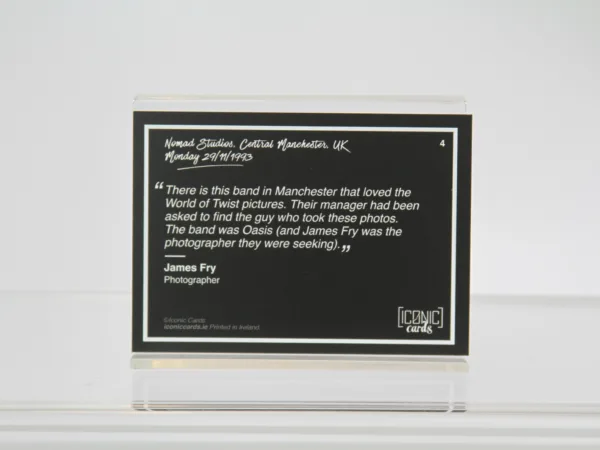 Nomad Studios, Central Manchester, UK
4
Monday 29/11/1993
“There is this band in Manchester that loved the
World of Twist pictures. Their manager had been
asked to find the guy who took these photos.
The band was Oasis (and James Fry was the
photographer they were seeking).”
James Fry
Photographer
©Iconic Cards
iconiccards.ie Printed in Ireland
[ICONIC]
cards